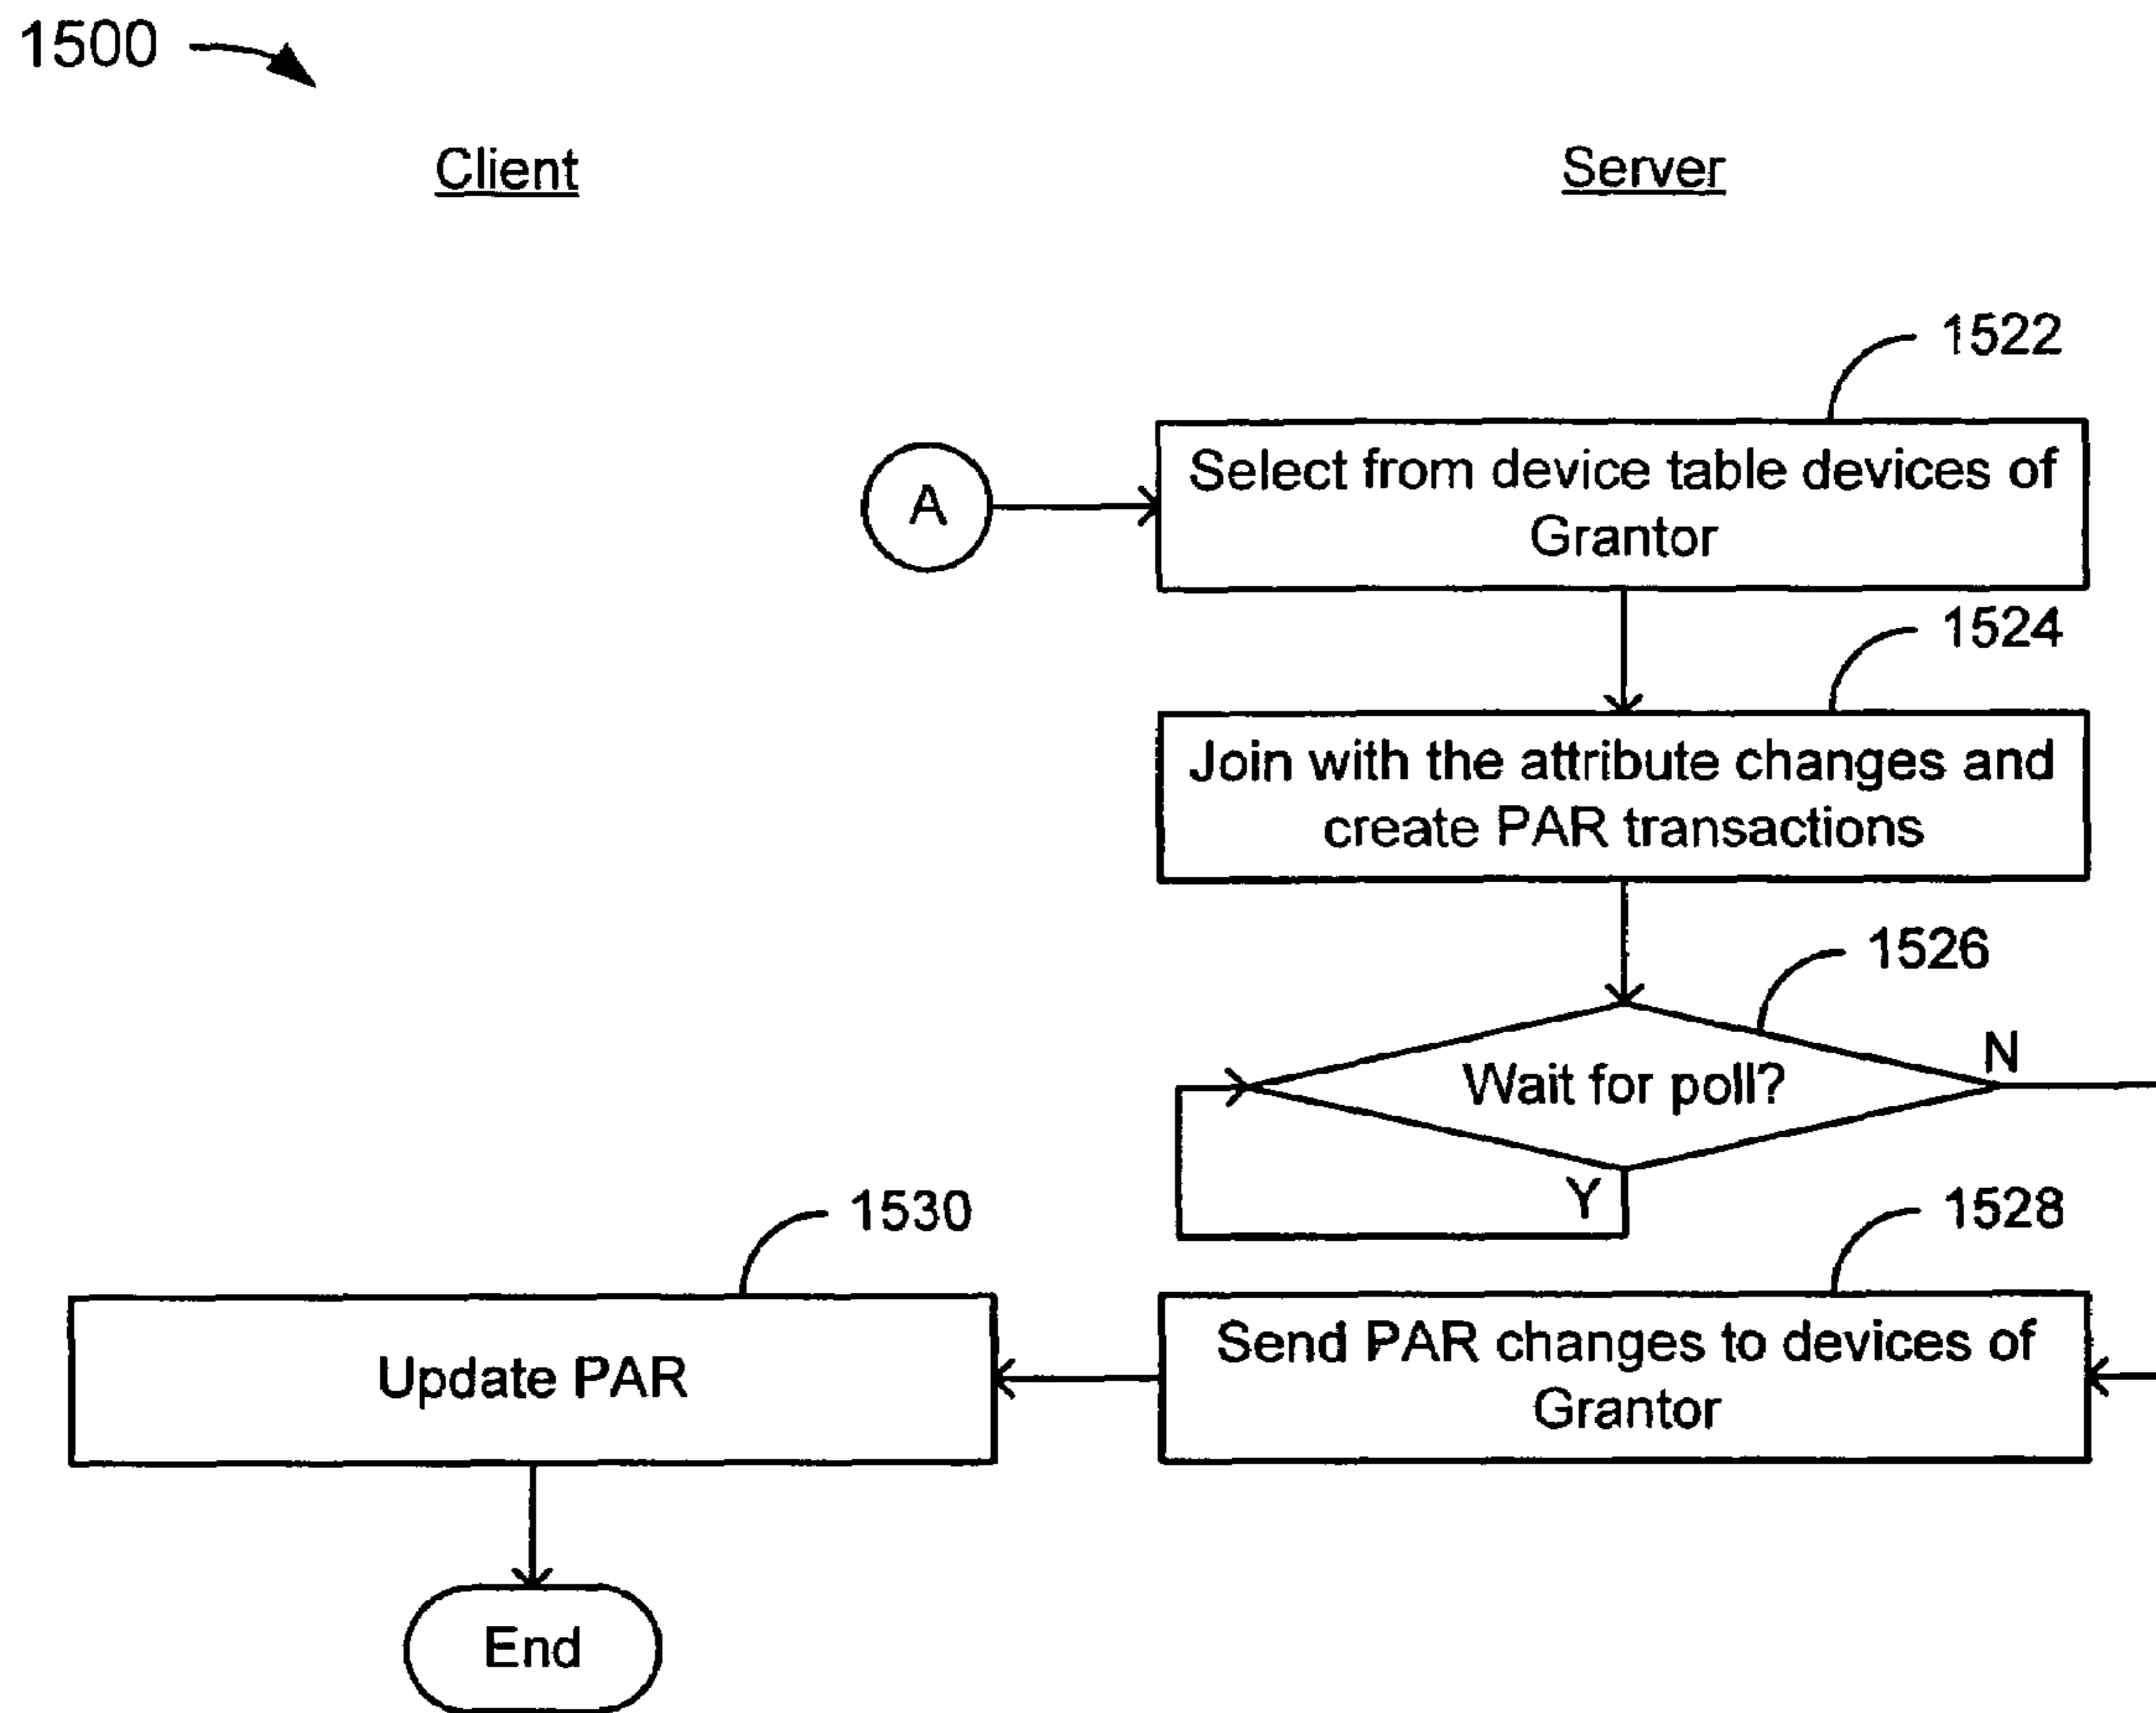 1500
Client
Server
1522
A
Select from device table devices of
Grantor
1524
Join with the attribute changes and
create PAR transactions
1526
Wait for poll?
N
Y
1530
1528
Update PAR
Send PAR changes to devices of
Grantor
End